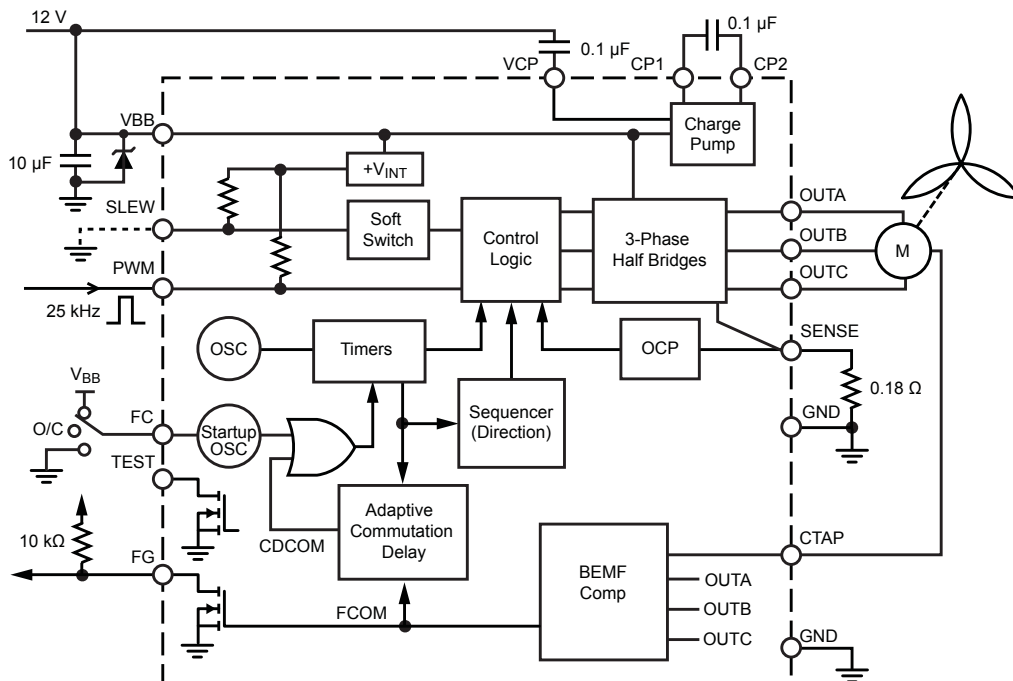 12 V
0.1 µF
0.1 µF
VCP
CP1
CP2
VBB
Charge
Pump
10 µF
+VINT
SLEW
Soft
Switch
Control
Logic
3-Phase
Half Bridges
OUTA
OUTB
M
OUTC
PWM
25 kHz
OSC
Timers
OCP
SENSE
0.18 Ω
VBB
O/C
FC
Startup
OSC
Sequencer
(Direction)
GND
TEST
Adaptive
Commutation
Delay
CDCOM
10 kΩ
FG
FCOM
BEMF
Comp
CTAP
OUTA
OUTB
OUTC
GND